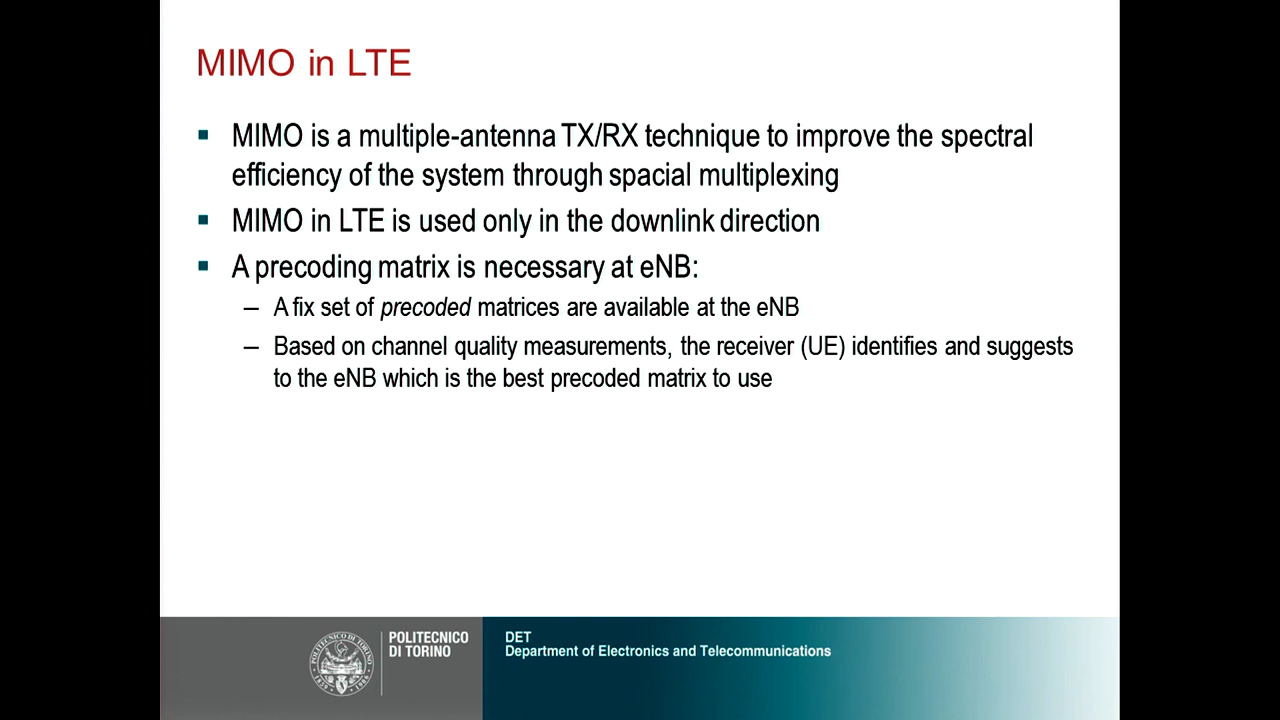 MIMO in LTE
MIMO is a multiple-antenna TX/RX technique to improve the spectral
efficiency of the system through spacial multiplexing
MIMO in LTE is used only in the downlink direction
A precoding matrix is necessary at eNB:
– A fix set of precoded matrices are available at the eNB
– Based on channel quality measurements, the receiver (UE) identifies and suggests
to the eNB which is the best precoded matrix to use
POLITECNICO
DI TORINO
DET
Department of Electronics and Telecommunications